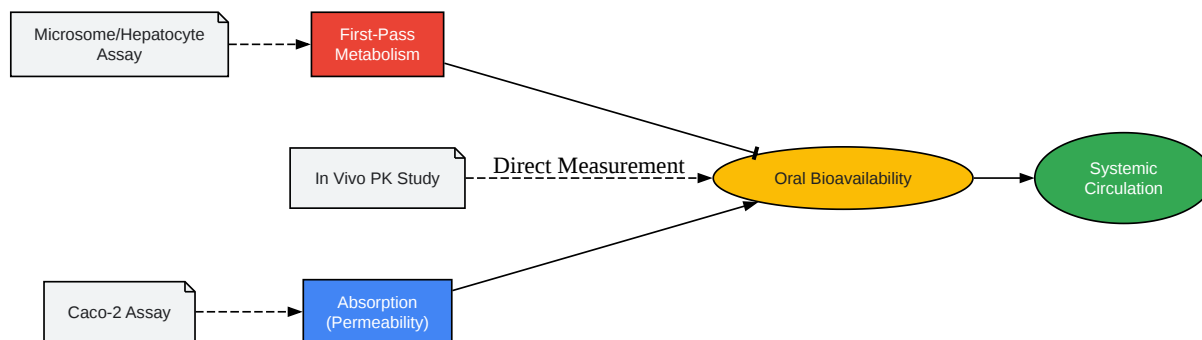 Microsome/Hepatocyte
Assay
First-Pass
Metabolism
In Vivo PK Study
Direct Measurement
Oral Bioavailability
Systemic
Circulation
Caco-2 Assay
Absorption
(Permeability)